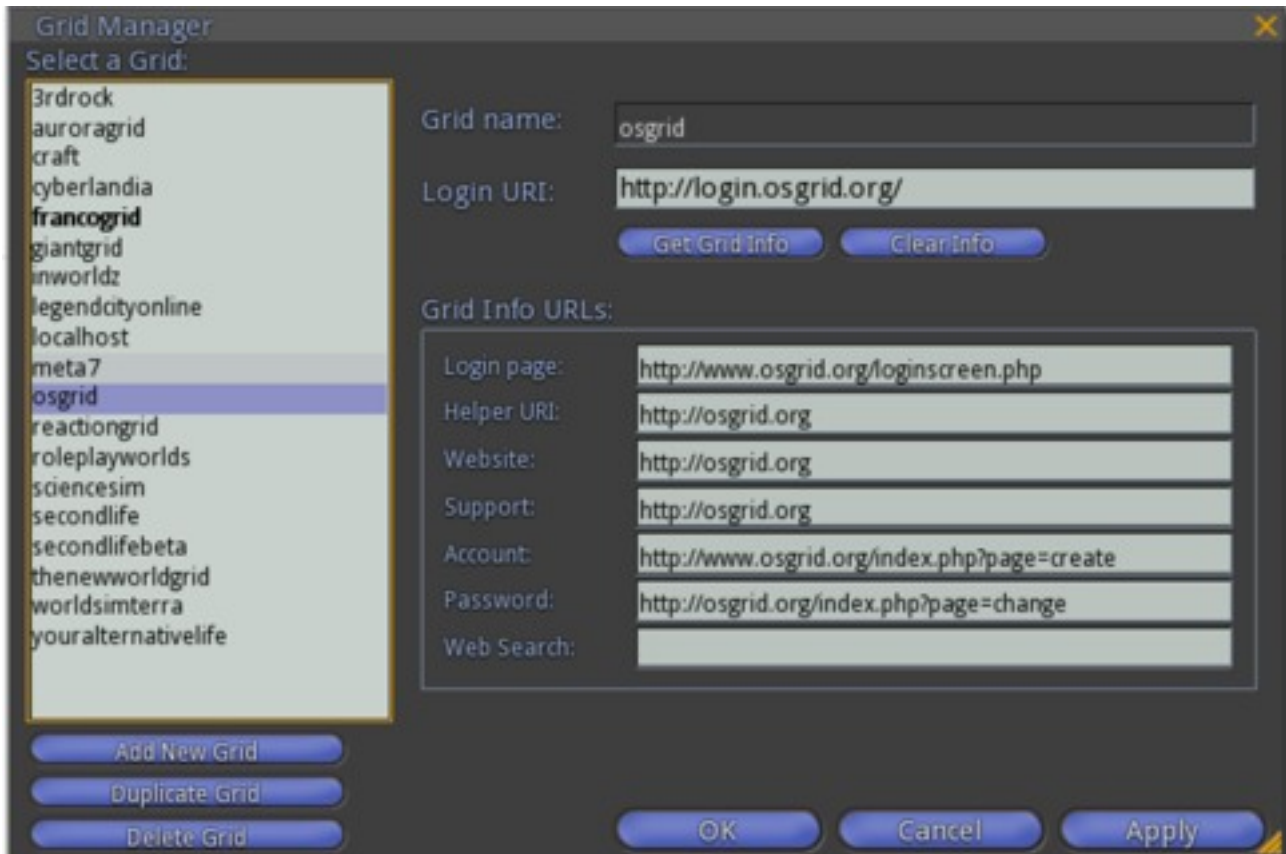 Grid Manager
Select a Grid:
3rdrock
auroragrid
craft
cyberlandia
francogrid
giantgrid
inworldz
legendcityonline
localhost
meta7
osgrid
reactiongrid
roleplayworlds
sciencesim
secondlife
secondlifebeta
thenewworldgrid
worldsimterra
youralternativelife
Add New Grid
Duplicate Grid
Delete Grid
Grid name: osgrid
Login URI: http://login.osgrid.org/
Get Grid Info Clear Info
Grid Info URLs:
Login page: http://www.osgrid.org/loginscreen.php
Helper URI: http://osgrid.org
Website: http://osgrid.org
Support: http://osgrid.org
Account: http://www.osgrid.org/index.php?page=create
Password: http://osgrid.org/index.php?page=change
Web Search:
OK Cancel Apply